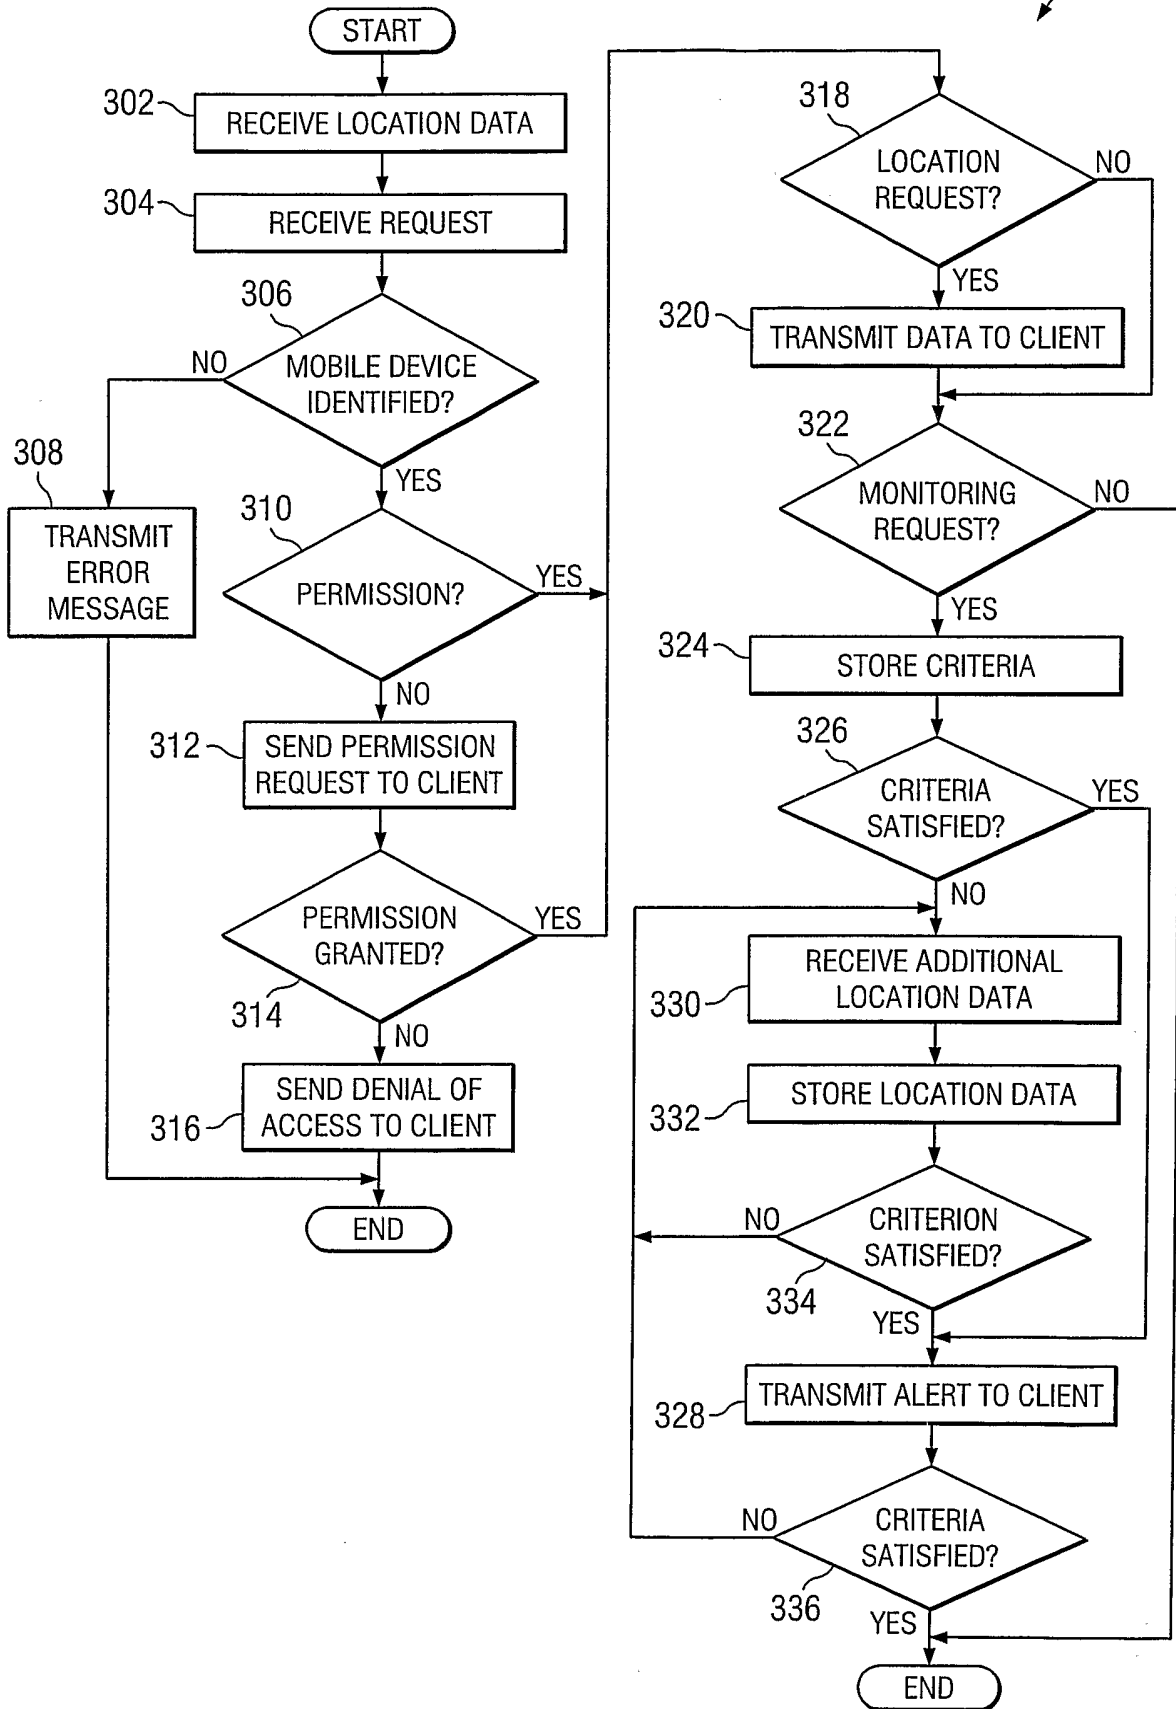 START
302
RECEIVE LOCATION DATA
304
RECEIVE REQUEST
306
MOBILE DEVICE
IDENTIFIED?
NO
YES
308
TRANSMIT
ERROR
MESSAGE
310
PERMISSION?
YES
NO
312
SEND PERMISSION
REQUEST TO CLIENT
PERMISSION
GRANTED?
YES
314
NO
316
SEND DENIAL OF
ACCESS TO CLIENT
END
318
LOCATION
REQUEST?
NO
YES
320
TRANSMIT DATA TO CLIENT
322
MONITORING
REQUEST?
NO
YES
324
STORE CRITERIA
326
CRITERIA
SATISFIED?
YES
NO
330
RECEIVE ADDITIONAL
LOCATION DATA
332
STORE LOCATION DATA
NO
CRITERION
SATISFIED?
334
YES
328
TRANSMIT ALERT TO CLIENT
NO
CRITERIA
SATISFIED?
336
YES
END